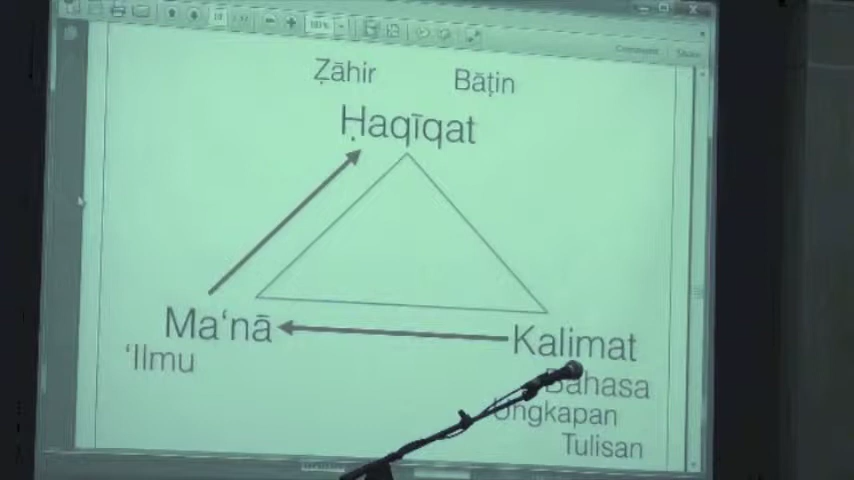 Ẓāhir Bāṭin
Ḥaqīqat
Ma‘nā
‘Ilmu
Kalimat
Bahasa
Ungkapan
Tulisan